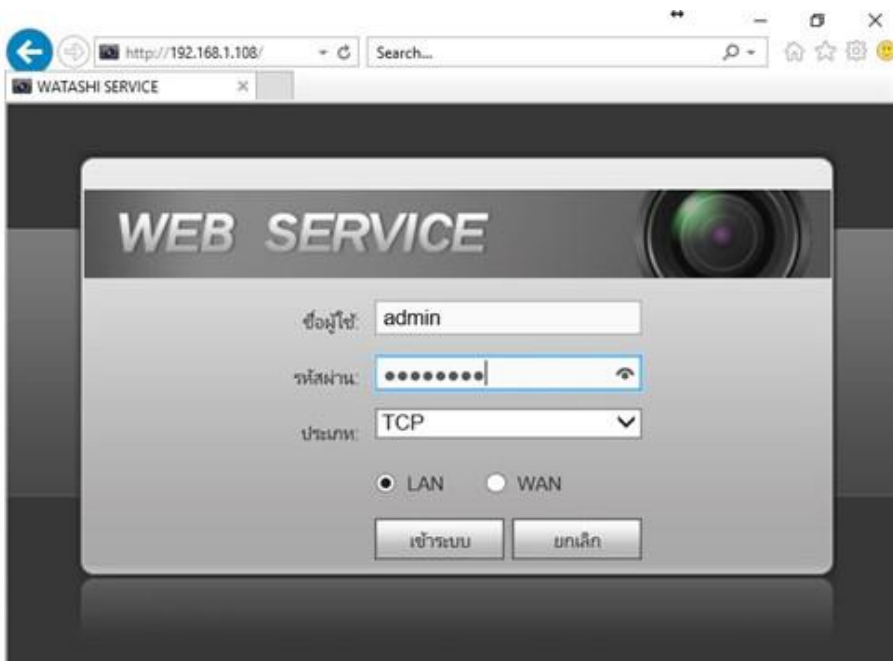 http://192.168.1.108/
Search...
WATASHI SERVICE
WEB SERVICE
ชื่อผู้ใช้:
admin
รหัสผ่าน:
●●●●●●●●
ประเภท:
TCP
LAN
WAN
เข้าระบบ
ยกเลิก